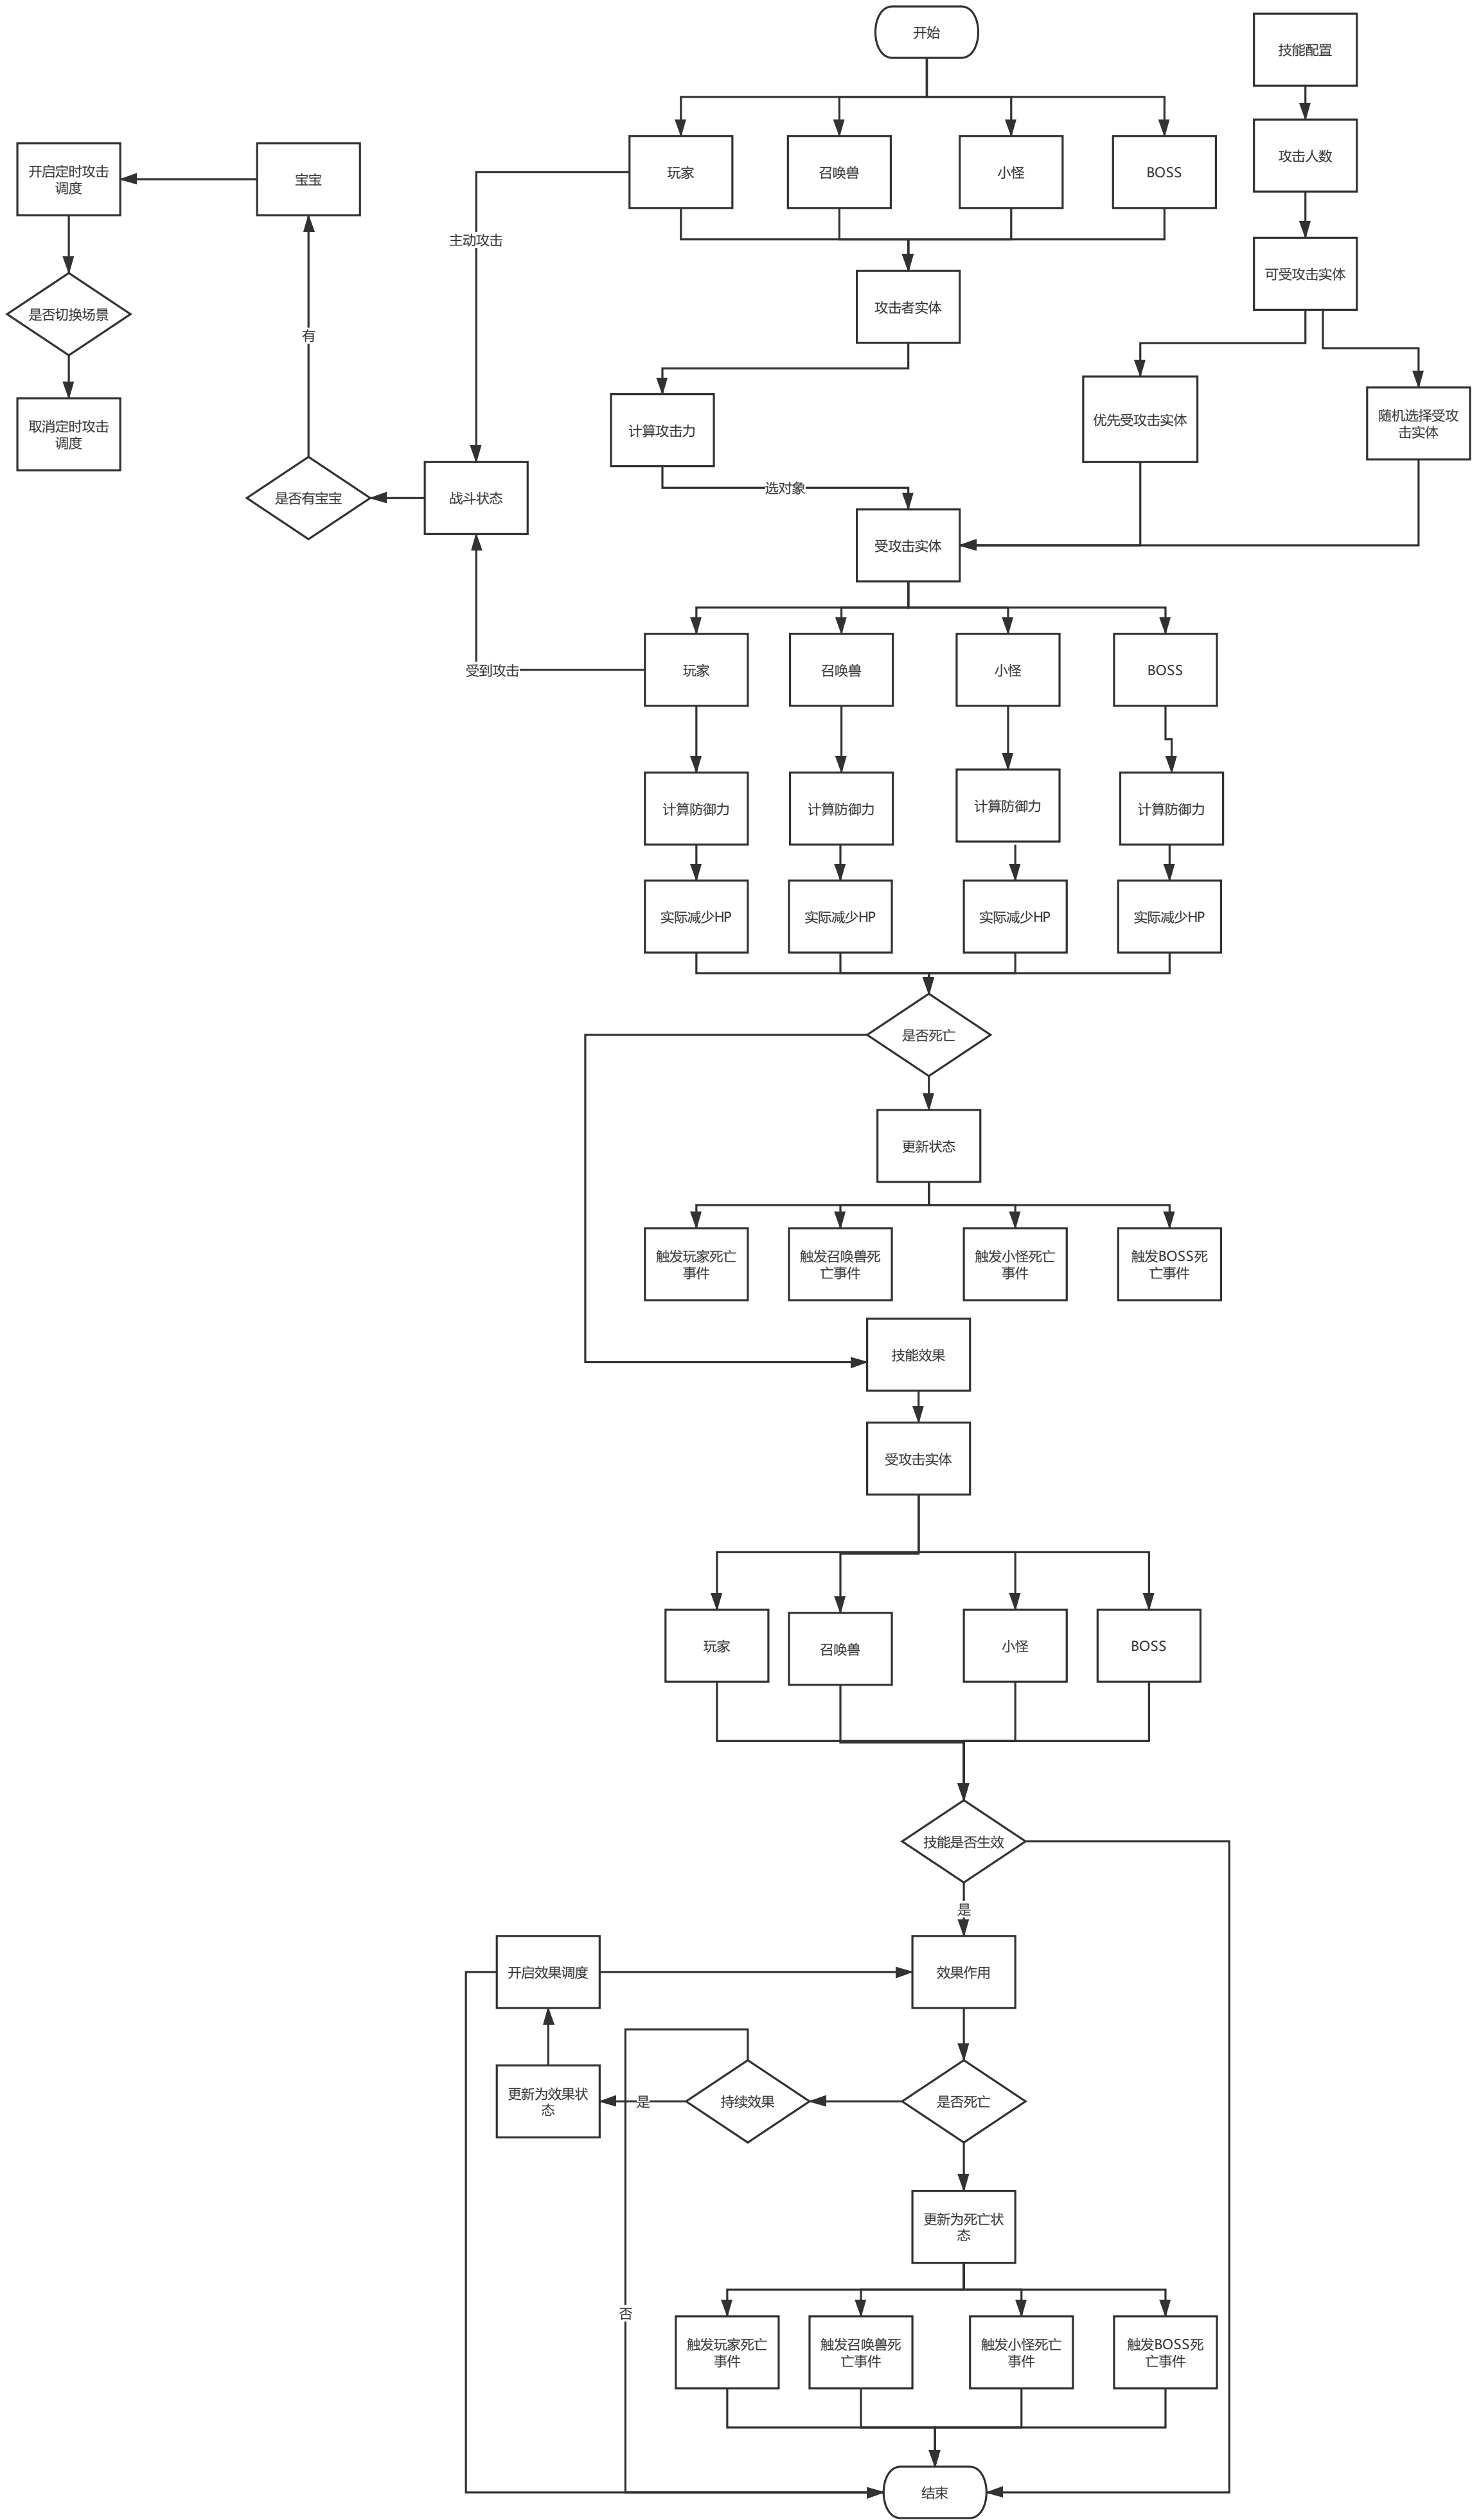 开始
技能配置
玩家
召唤兽
小怪
BOSS
攻击人数
开启定时攻击
调度
宝宝
主动攻击
攻击者实体
可受攻击实体
是否切换场景
有
计算攻击力
优先受攻击实体
随机选择受攻
击实体
取消定时攻击
调度
是否有宝宝
战斗状态
选对象
受攻击实体
受到攻击
玩家
召唤兽
小怪
BOSS
计算防御力
计算防御力
计算防御力
计算防御力
实际减少HP
实际减少HP
实际减少HP
实际减少HP
是否死亡
更新状态
触发玩家死亡
事件
触发召唤兽死
亡事件
触发小怪死亡
事件
触发BOSS死
亡事件
技能效果
受攻击实体
玩家
召唤兽
小怪
BOSS
技能是否生效
是
开启效果调度
效果作用
更新为效果状
态
是
持续效果
是否死亡
更新为死亡状
态
否
触发玩家死亡
事件
触发召唤兽死
亡事件
触发小怪死亡
事件
触发BOSS死
亡事件
结束